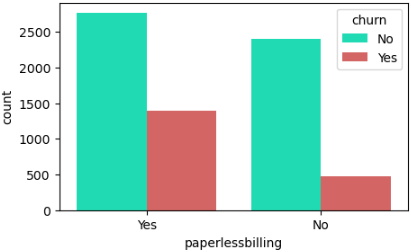 churn
No
Yes
2500
2000
1500
1000
500
0
count
Yes
No
paperlessbilling